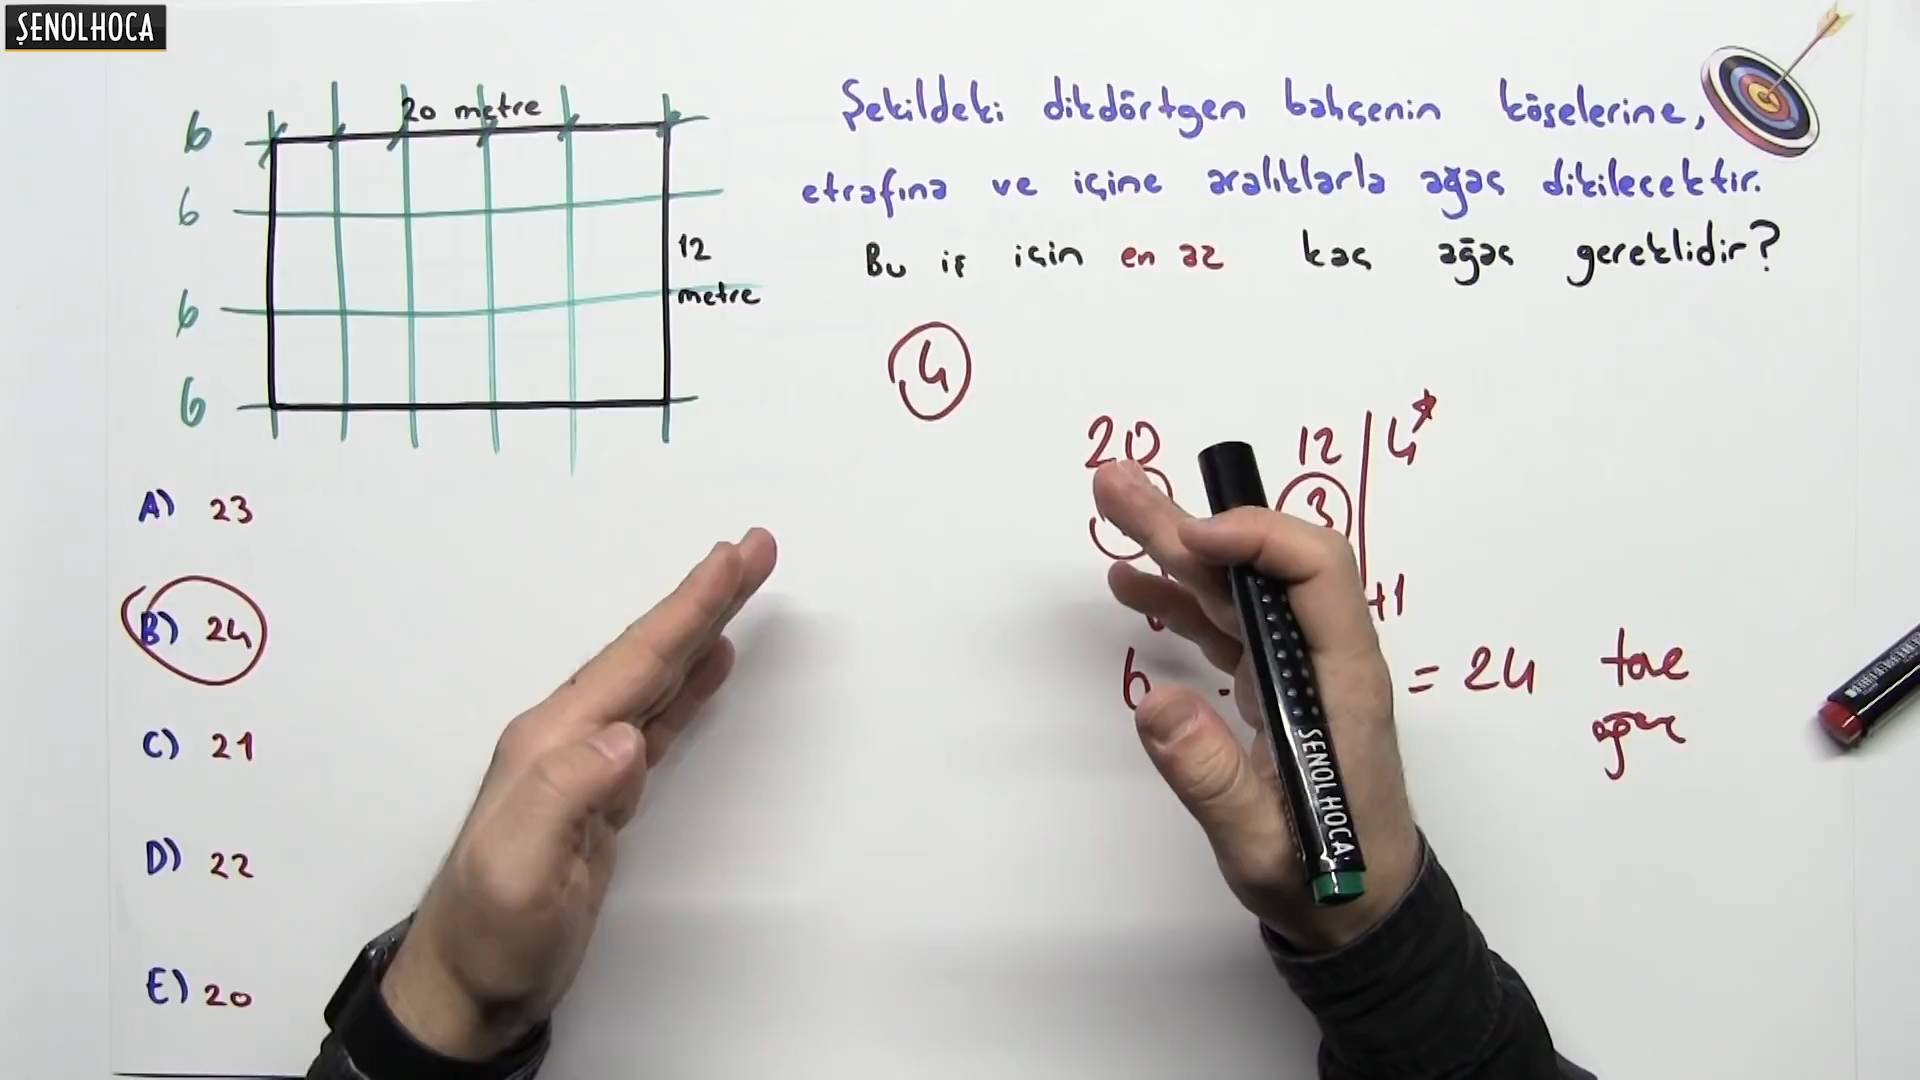 ŞENOLHOCA
Şekildeki dikdörtgen bahçenin köşelerine,
etrafına ve içine aralıklarla ağaç dikilecektir.
Bu iş için en az kaç ağaç gereklidir?
20 metre
12
metre
6
6
6
6
4
20 12 4
3
+1
6 . = 24 tane
ağaç
A) 23
B) 24
C) 21
D) 22
E) 20
ŞENOLHOCA